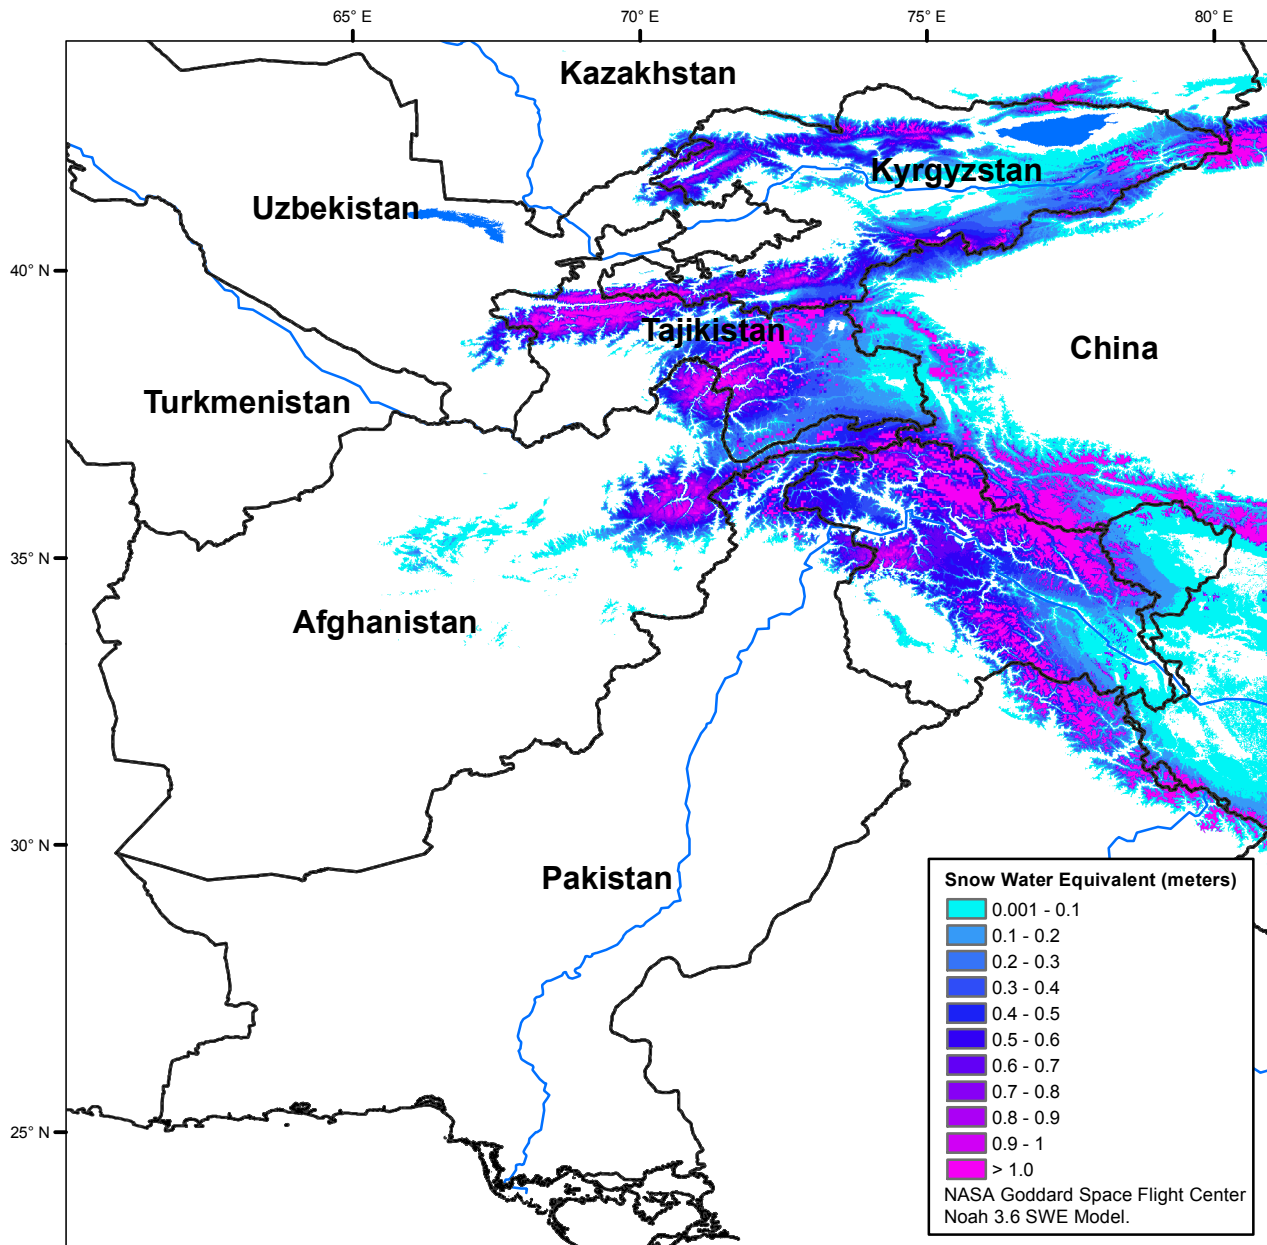 65° E
70° E
75° E
80° E
Kazakhstan
Kyrgyzstan
Uzbekistan
40° N
Tajikistan
China
Turkmenistan
35° N
Afghanistan
30° N
Pakistan
25° N
Snow Water Equivalent (meters)
0.001 - 0.1
0.1 - 0.2
0.2 - 0.3
0.3 - 0.4
0.4 - 0.5
0.5 - 0.6
0.6 - 0.7
0.7 - 0.8
0.8 - 0.9
0.9 - 1
> 1.0
NASA Goddard Space Flight Center
Noah 3.6 SWE Model.